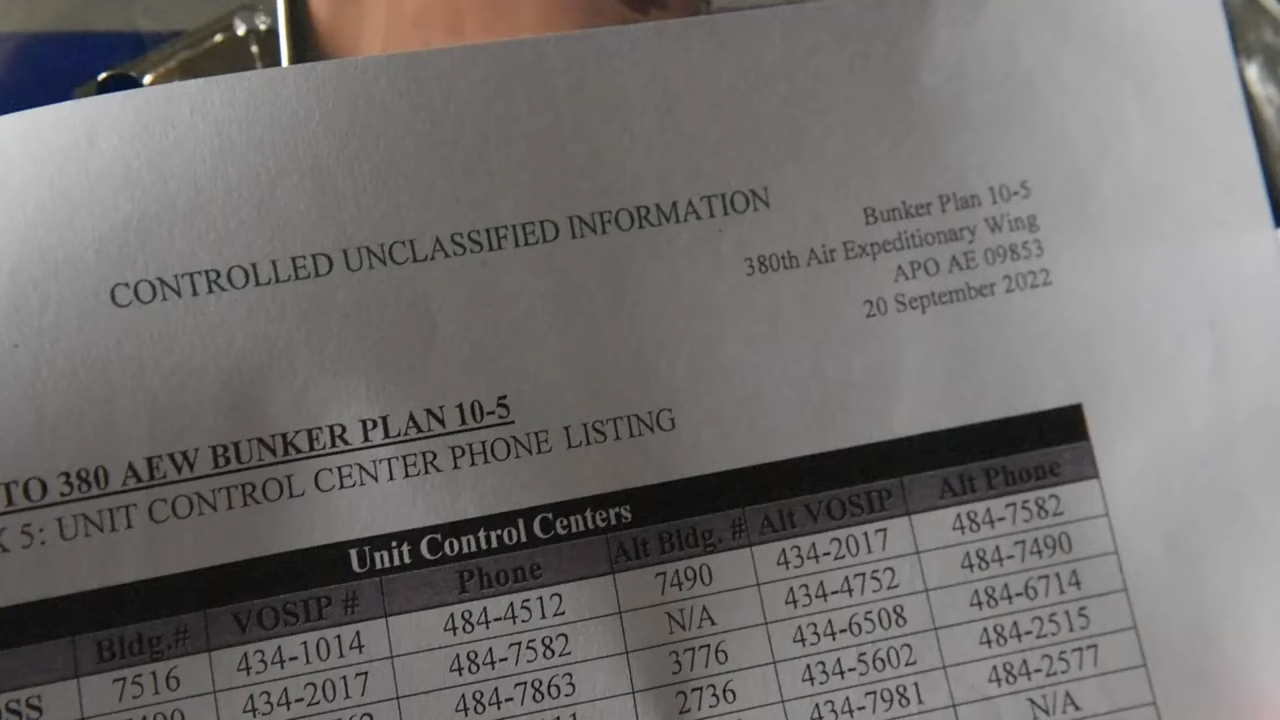 CONTROLLED UNCLASSIFIED INFORMATION
Bunker Plan 10-5
380th Air Expeditionary Wing
APO AE 09853
20 September 2022
TO 380 AEW BUNKER PLAN 10-5
5: UNIT CONTROL CENTER PHONE LISTING
Unit Control Centers
Bldg.# VOSIP # Phone Alt Bldg. # Alt VOSIP Alt Phone
SS 7516 434-1014 484-4512 7490 434-2017 484-7582
434-2017 484-7582 N/A 434-4752 484-7490
484-7863 3776 434-6508 484-6714
2736 434-5602 484-2515
434-7981 484-2577
N/A